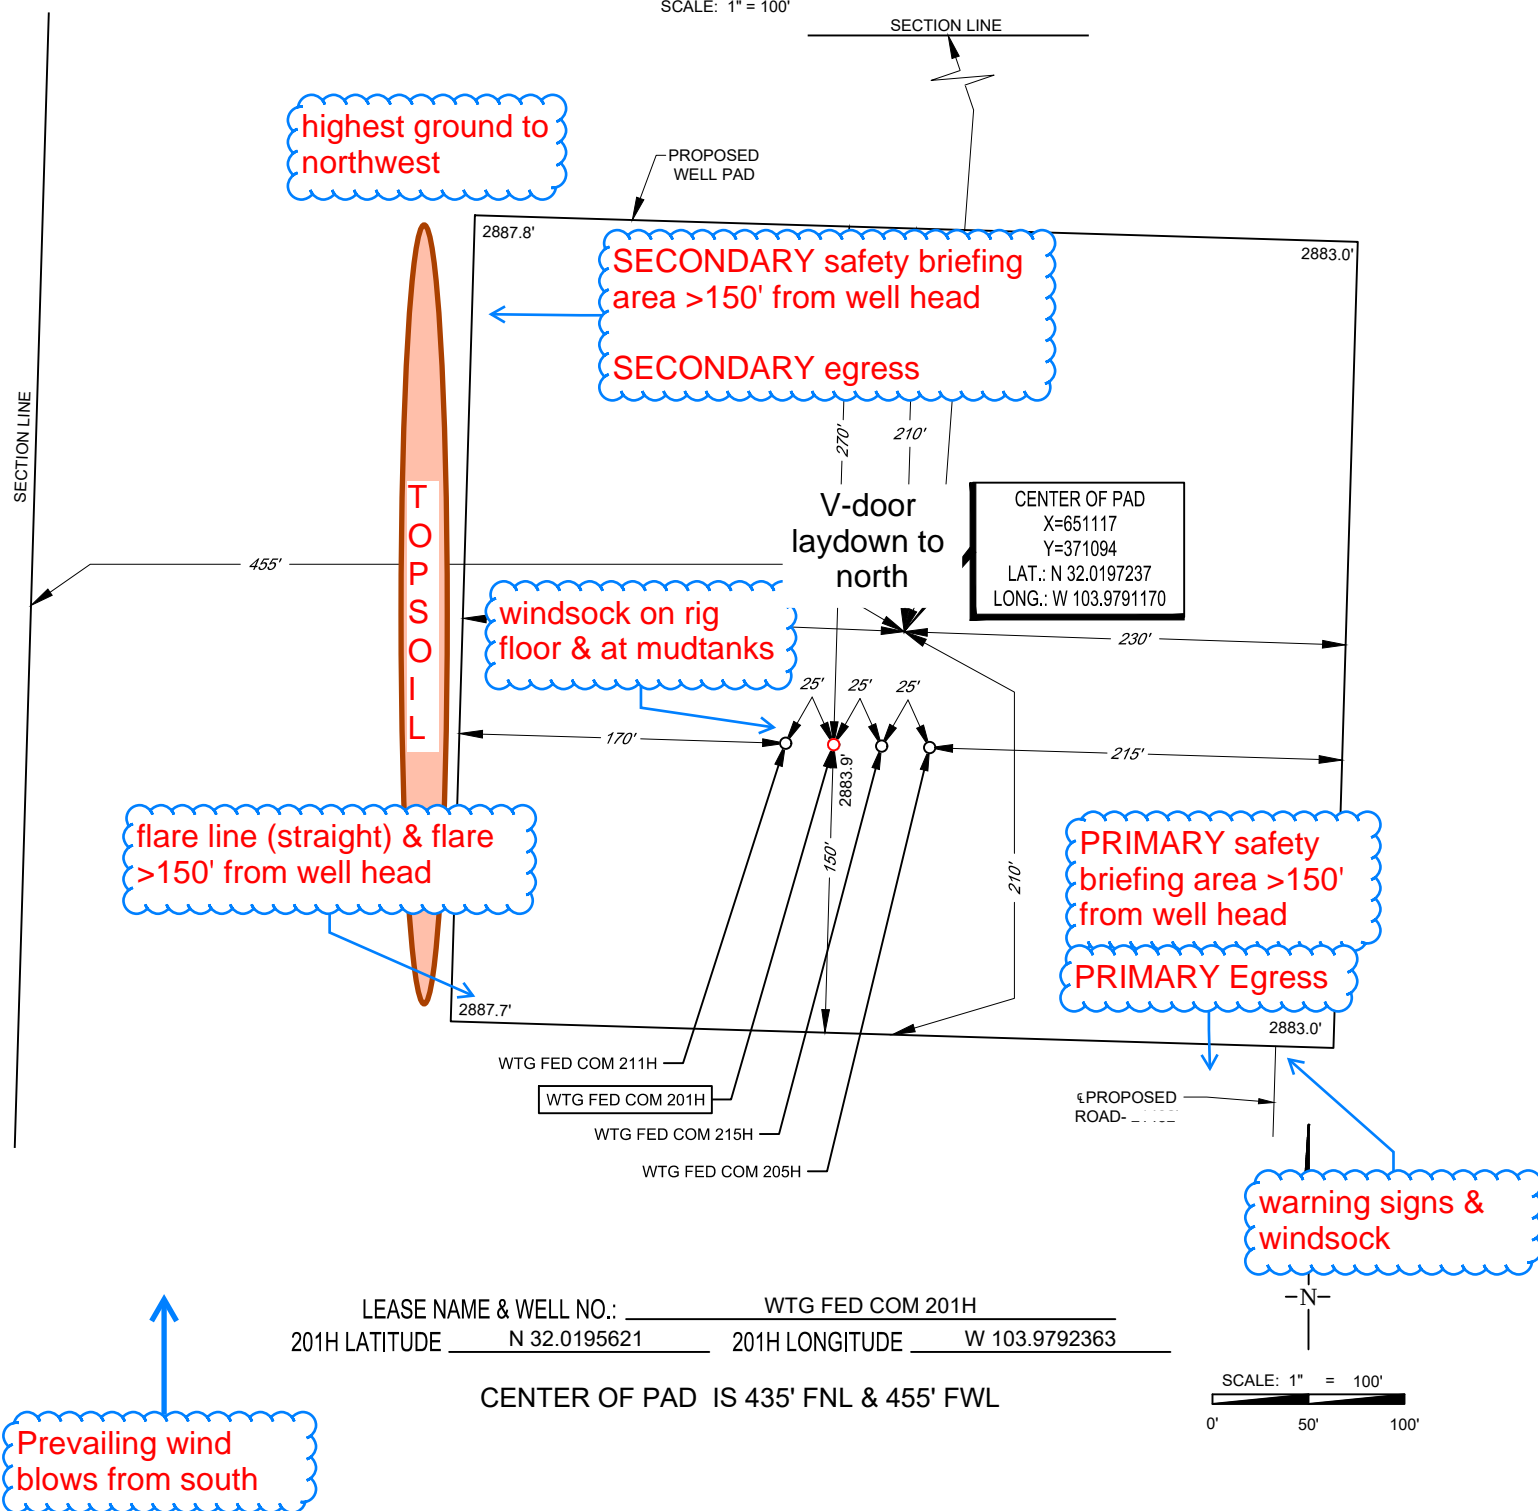 SCALE: 1" = 100'
SECTION LINE
highest ground to
northwest
PROPOSED
WELL PAD
2887.8'
2883.0'
SECONDARY safety briefing
area >150' from well head
SECONDARY egress
SECTION LINE
270'
210'
TOPSOIL
V-door
laydown to
north
CENTER OF PAD
X=651117
Y=371094
LAT.: N 32.0197237
LONG.: W 103.9791170
455'
windsock on rig
floor & at mudtanks
230'
25'
25'
25'
170'
215'
2883.9'
150'
210'
flare line (straight) & flare
>150' from well head
PRIMARY safety
briefing area >150'
from well head
PRIMARY Egress
2887.7'
2883.0'
WTG FED COM 211H
WTG FED COM 201H
WTG FED COM 215H
WTG FED COM 205H
℄PROPOSED
ROAD-
warning signs &
windsock
-N-
LEASE NAME & WELL NO.: WTG FED COM 201H
201H LATITUDE N 32.0195621 201H LONGITUDE W 103.9792363
CENTER OF PAD IS 435' FNL & 455' FWL
SCALE: 1" = 100'
0' 50' 100'
Prevailing wind
blows from south